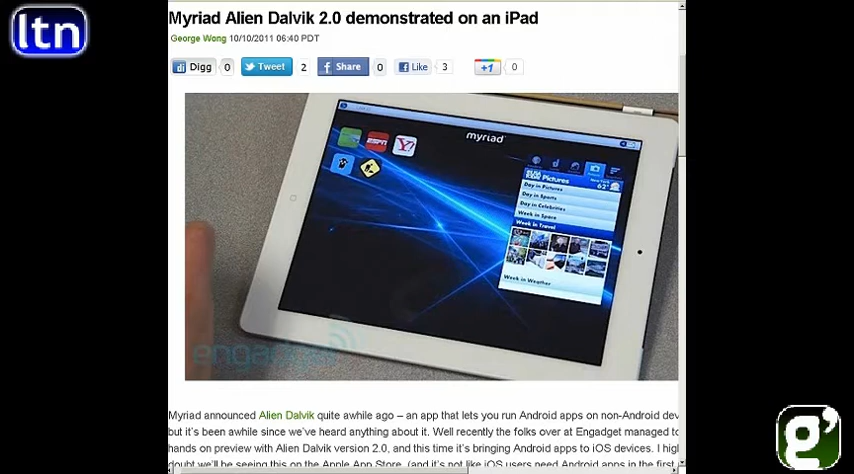 ltn
Myriad Alien Dalvik 2.0 demonstrated on an iPad
George Wong 10/10/2011 06:40 PDT
Digg 0 Tweet 2 Share 0 Like 3 +1 0
myriad
ESPN
Y!
Pictures
New York
62°
Day in Pictures
Day in Sports
Day in Celebrities
Week in Space
Week in Travel
Week in Weather
engadget
Myriad announced Alien Dalvik quite awhile ago – an app that lets you run Android apps on non-Android dev
but it's been awhile since we've heard anything about it. Well recently the folks over at Engadget managed to
hands on preview with Alien Dalvik version 2.0, and this time it's bringing Android apps to iOS devices. I high
doubt we'll be seeing this on the Apple App Store, (and it's not like iOS users need Android apps in the first
g'